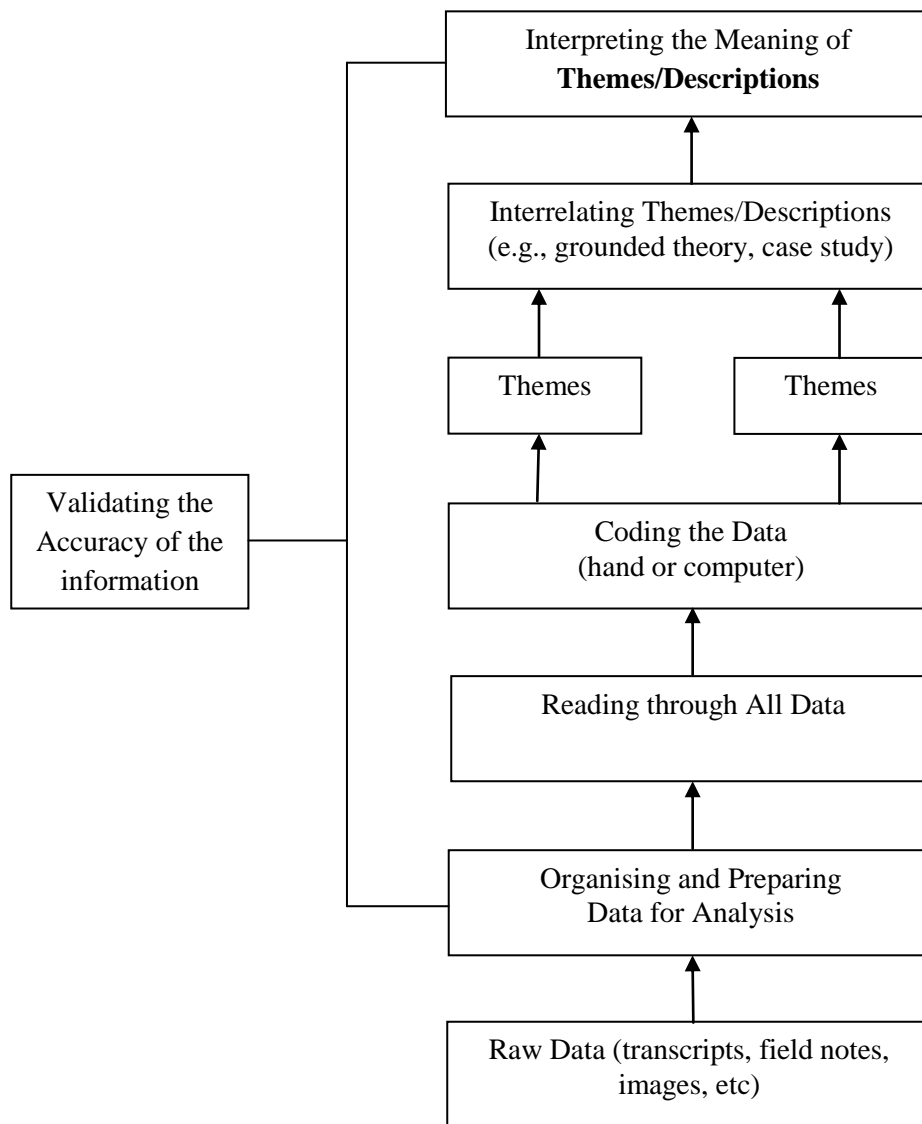 Interpreting the Meaning of
Themes/Descriptions
Interrelating Themes/Descriptions
(e.g., grounded theory, case study)
Themes
Themes
Validating the
Accuracy of the
information
Coding the Data
(hand or computer)
Reading through All Data
Organising and Preparing
Data for Analysis
Raw Data (transcripts, field notes,
images, etc)